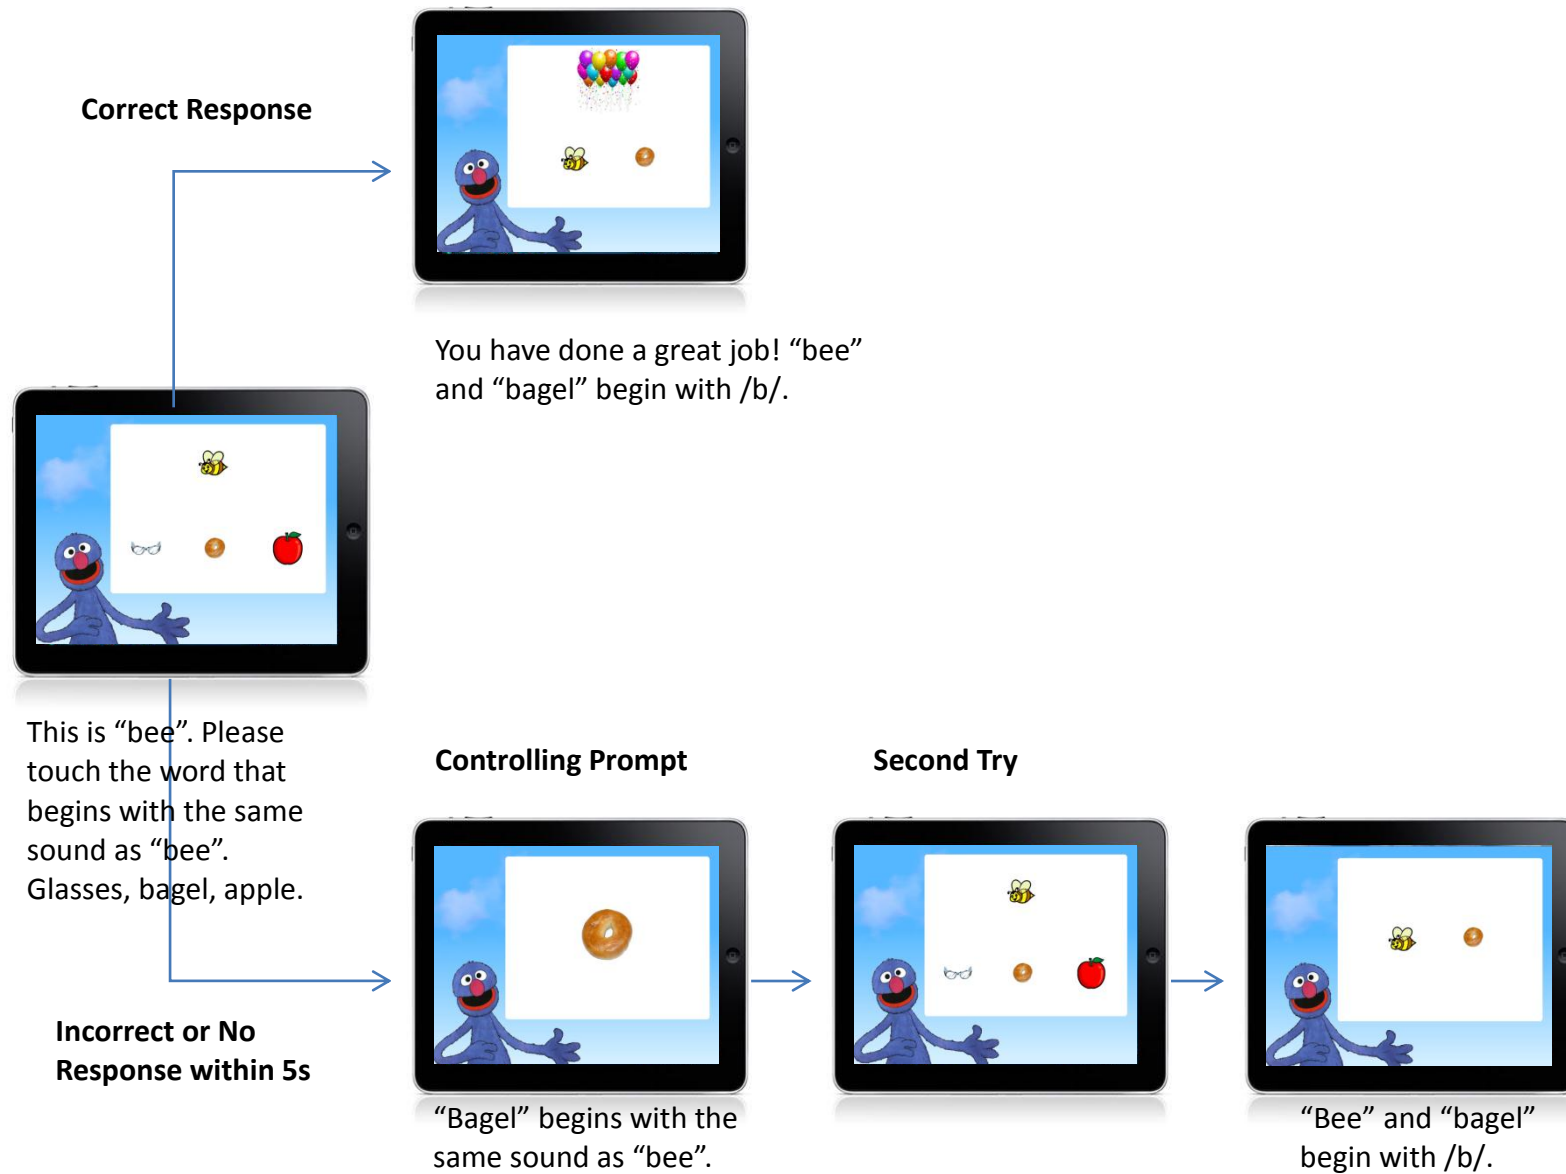 Correct Response
You have done a great job! “bee”
and “bagel” begin with /b/.
This is “bee”. Please
touch the word that
begins with the same
sound as “bee”.
Glasses, bagel, apple.
Controlling Prompt
Second Try
Incorrect or No
Response within 5s
“Bagel” begins with the
same sound as “bee”.
“Bee” and “bagel”
begin with /b/.